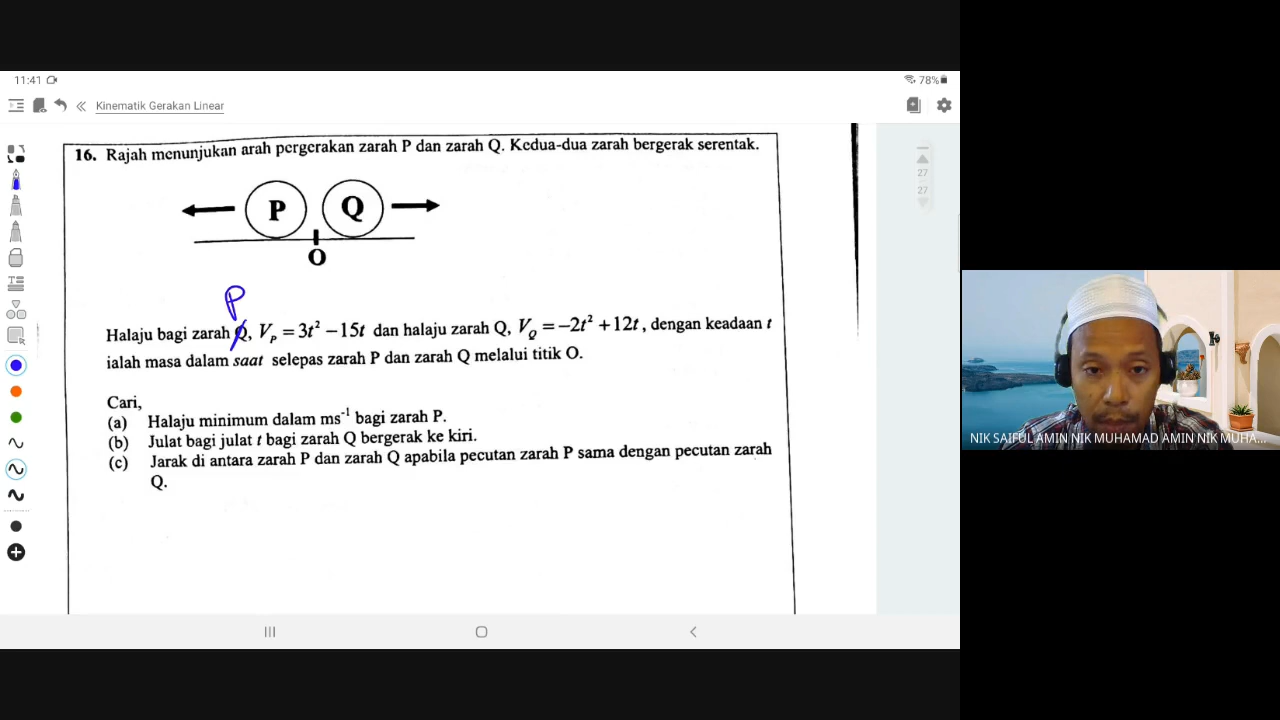 11:41
78%
Kinematik Gerakan Linear
27
27
16. Rajah menunjukan arah pergerakan zarah P dan zarah Q. Kedua-dua zarah bergerak serentak.
P Q
O
P
Halaju bagi zarah Q, V_P = 3t² − 15t dan halaju zarah Q, V_Q = −2t² + 12t, dengan keadaan t
ialah masa dalam saat selepas zarah P dan zarah Q melalui titik O.
Cari,
(a) Halaju minimum dalam ms⁻¹ bagi zarah P.
(b) Julat bagi julat t bagi zarah Q bergerak ke kiri.
(c) Jarak di antara zarah P dan zarah Q apabila pecutan zarah P sama dengan pecutan zarah
Q.
NIK SAIFUL AMIN NIK MUHAMAD AMIN NIK MUHA...